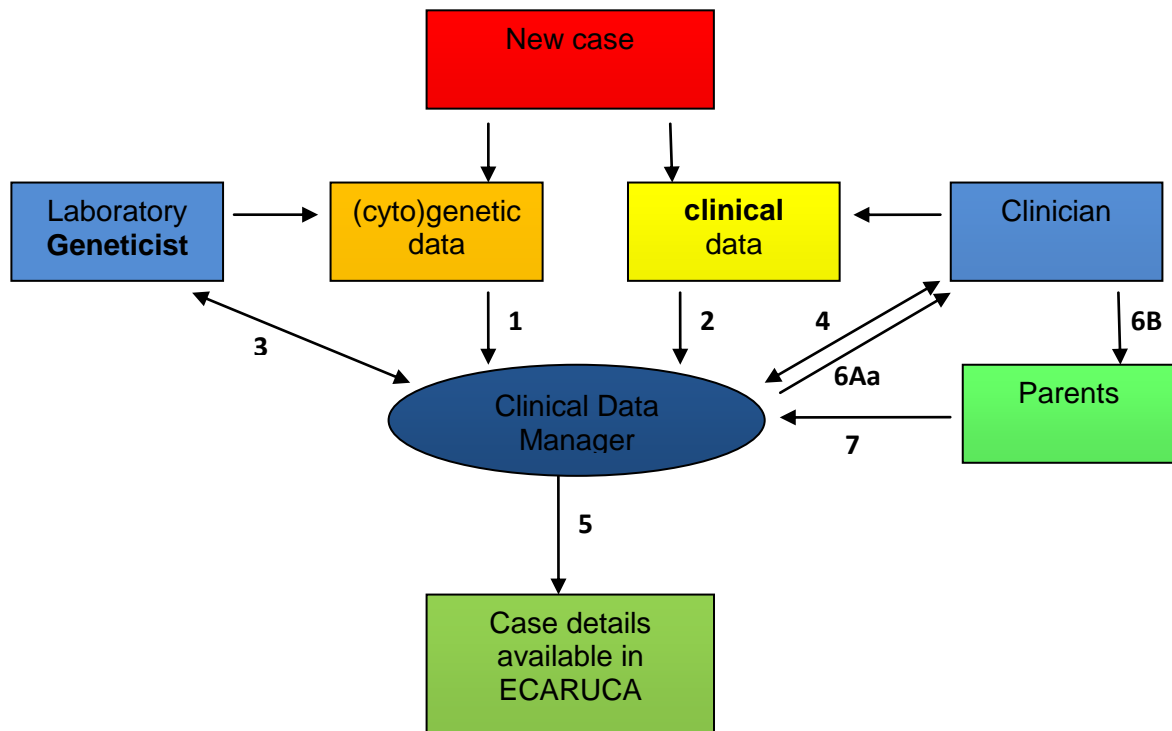 New case
Laboratory
Geneticist
(cyto)genetic
data
clinical
data
Clinician
1
2
3
4
6B
6Aa
Clinical Data
Manager
Parents
7
5
Case details
available in
ECARUCA